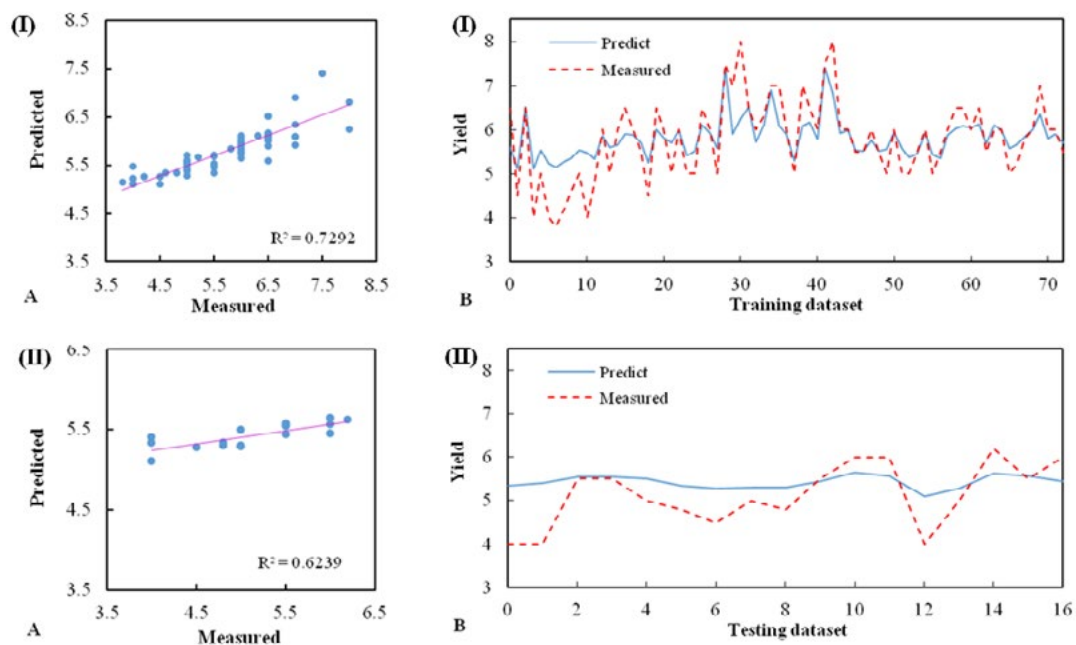 (I)
Predicted
8.5
7.5
6.5
5.5
4.5
3.5
R² = 0.7292
3.5 4.5 5.5 6.5 7.5 8.5
A
Measured
(I)
Yield
8
7
6
5
4
3
Predict
Measured
0 10 20 30 40 50 60 70
B
Training dataset
(II)
Predicted
6.5
5.5
4.5
3.5
R² = 0.6239
3.5 4.5 5.5 6.5
A
Measured
(II)
Yield
8
7
6
5
4
3
Predict
Measured
0 2 4 6 8 10 12 14 16
B
Testing dataset